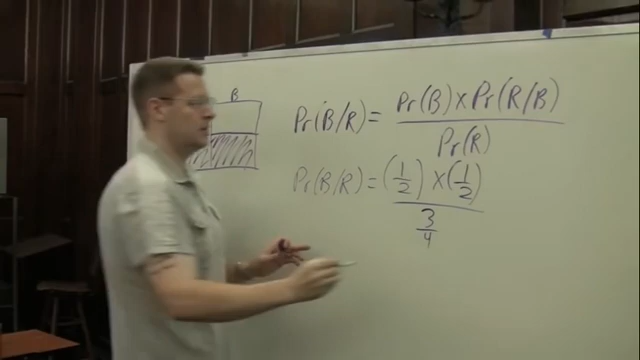 B
Pr(B/R) = Pr(B) x Pr(R/B)
Pr(R)
Pr(B/R) = (1/2) x (1/2)
3/4